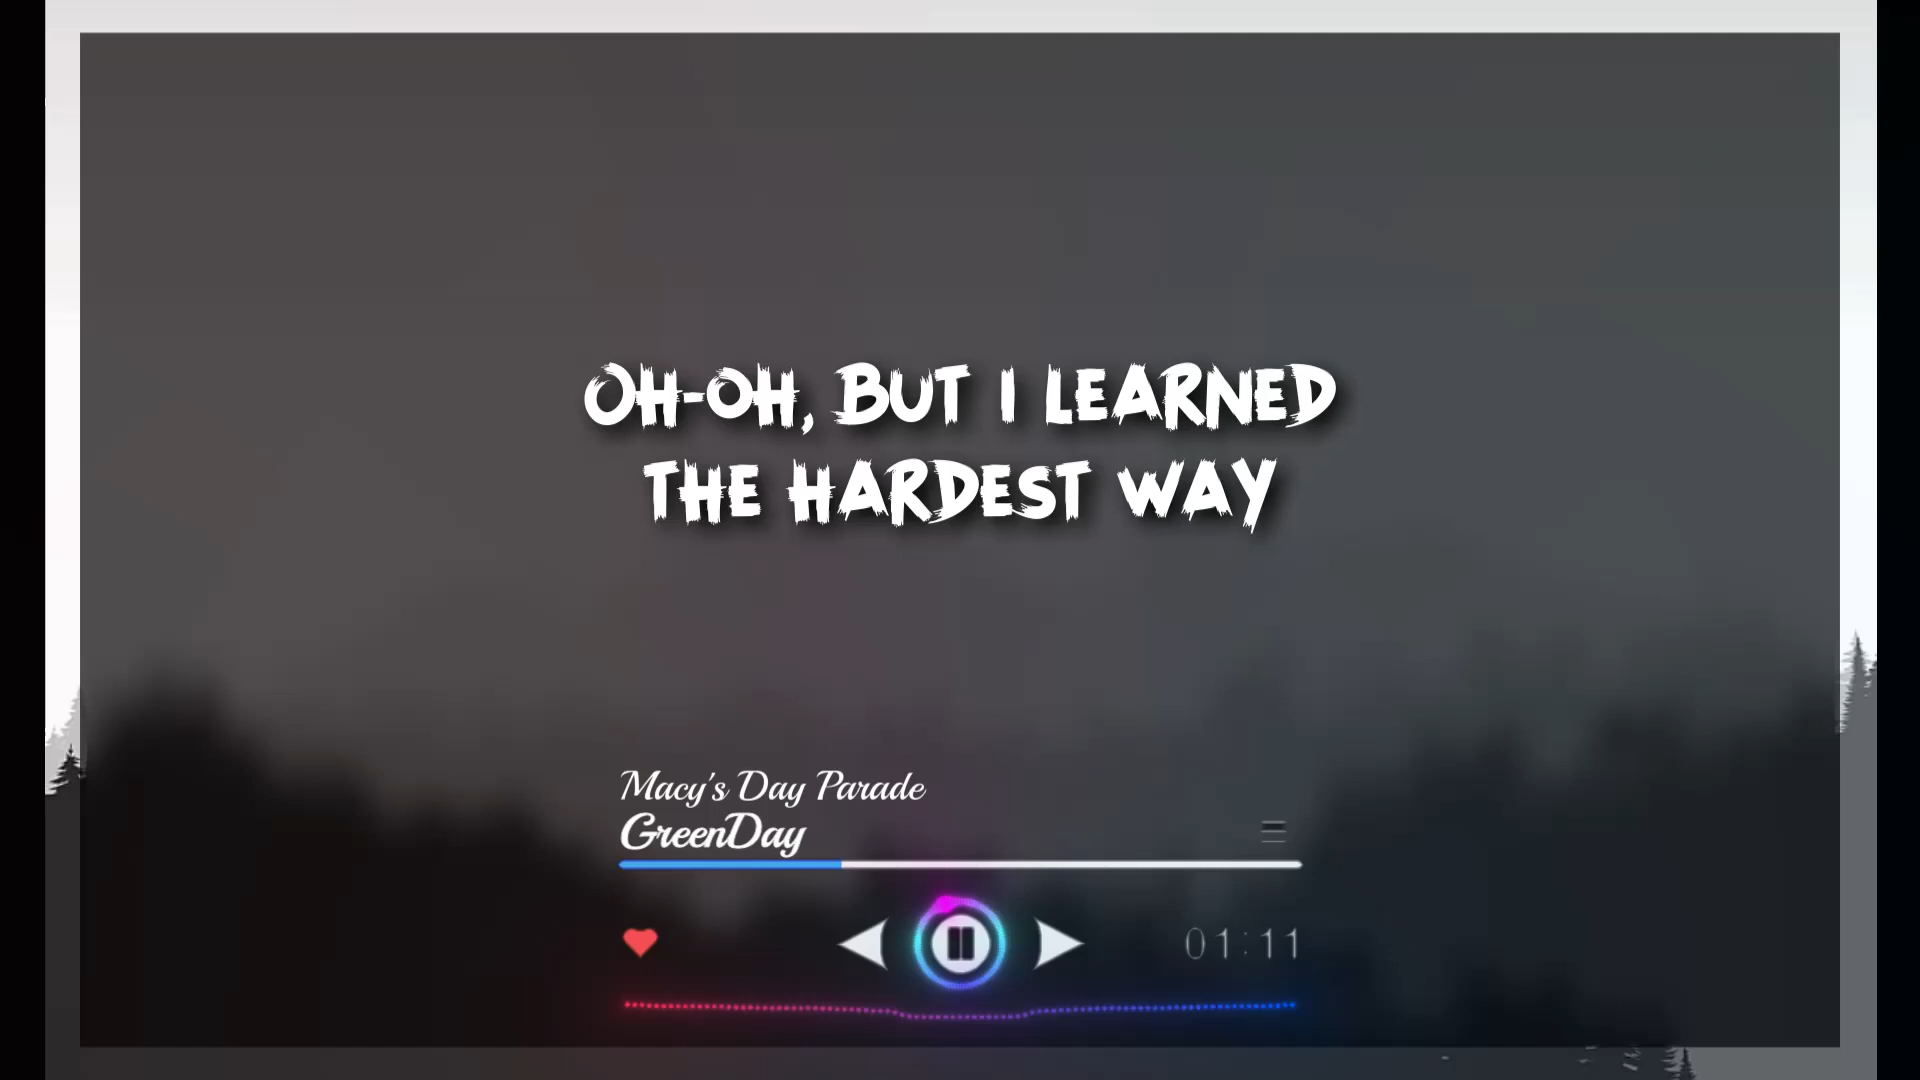 OH-OH, BUT I LEARNED
THE HARDEST WAY
Macy's Day Parade
GreenDay
01:11